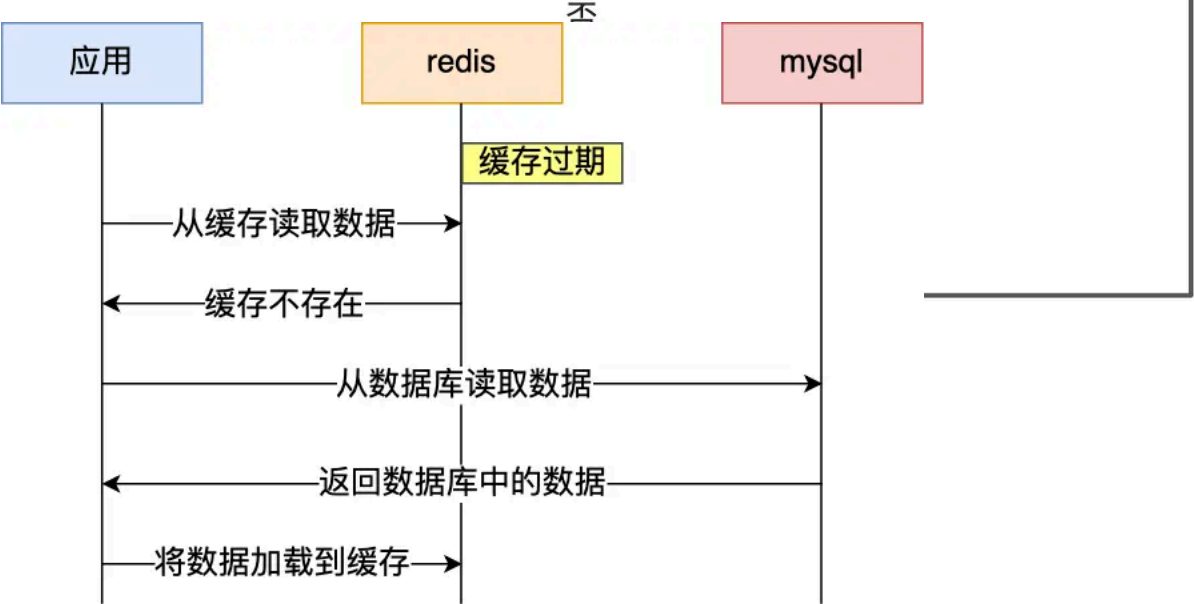 否
应用
redis
mysql
缓存过期
从缓存读取数据
缓存不存在
从数据库读取数据
返回数据库中的数据
将数据加载到缓存